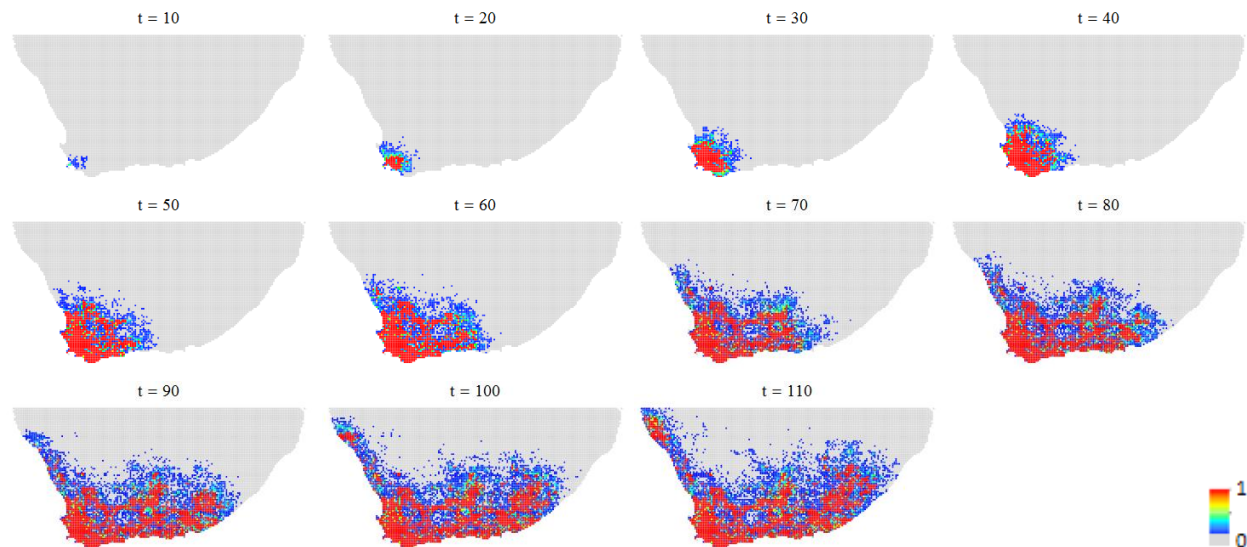 t = 10
t = 20
t = 30
t = 40
t = 50
t = 60
t = 70
t = 80
t = 90
t = 100
t = 110
1
0